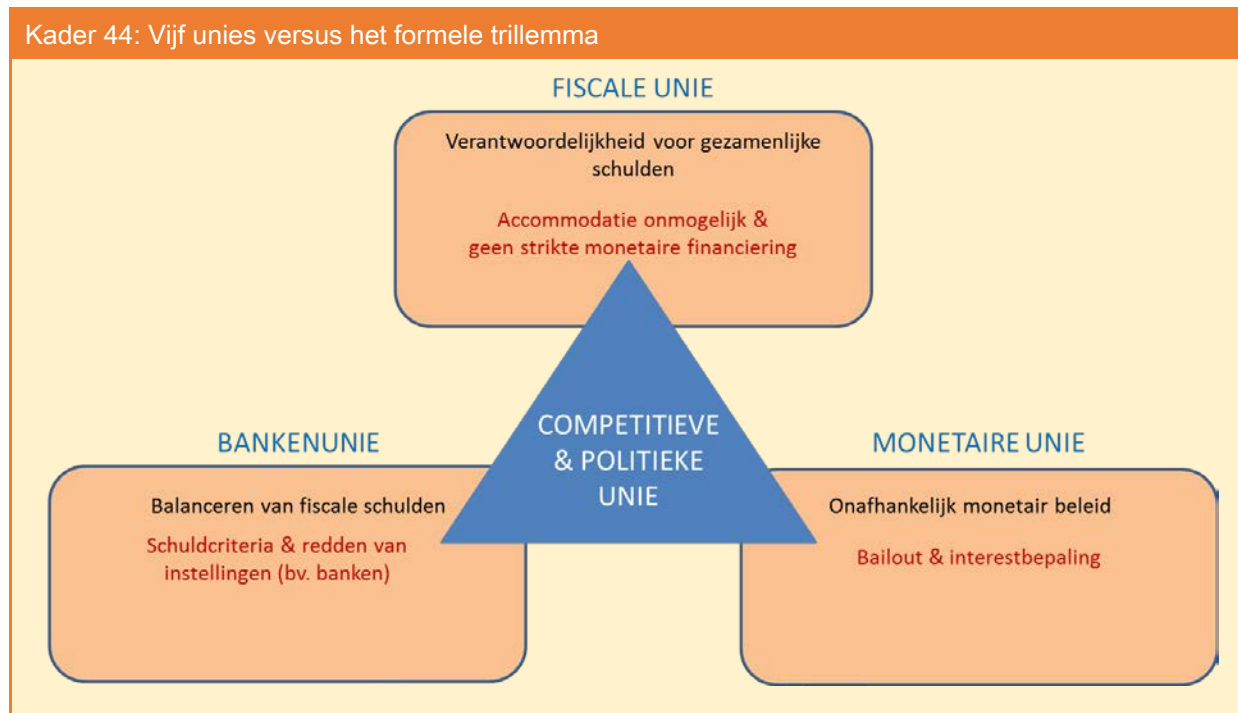 Kader 44: Vijf unies versus het formele trillemma
FISCALE UNIE
Verantwoordelijkheid voor gezamenlijke
schulden
Accommodatie onmogelijk &
geen strikte monetaire financiering
COMPETITIEVE
& POLITIEKE
UNIE
BANKENUNIE
Balanceren van fiscale schulden
Schuldcriteria & redden van
instellingen (bv. banken)
MONETAIRE UNIE
Onafhankelijk monetair beleid
Bailout & interestbepaling